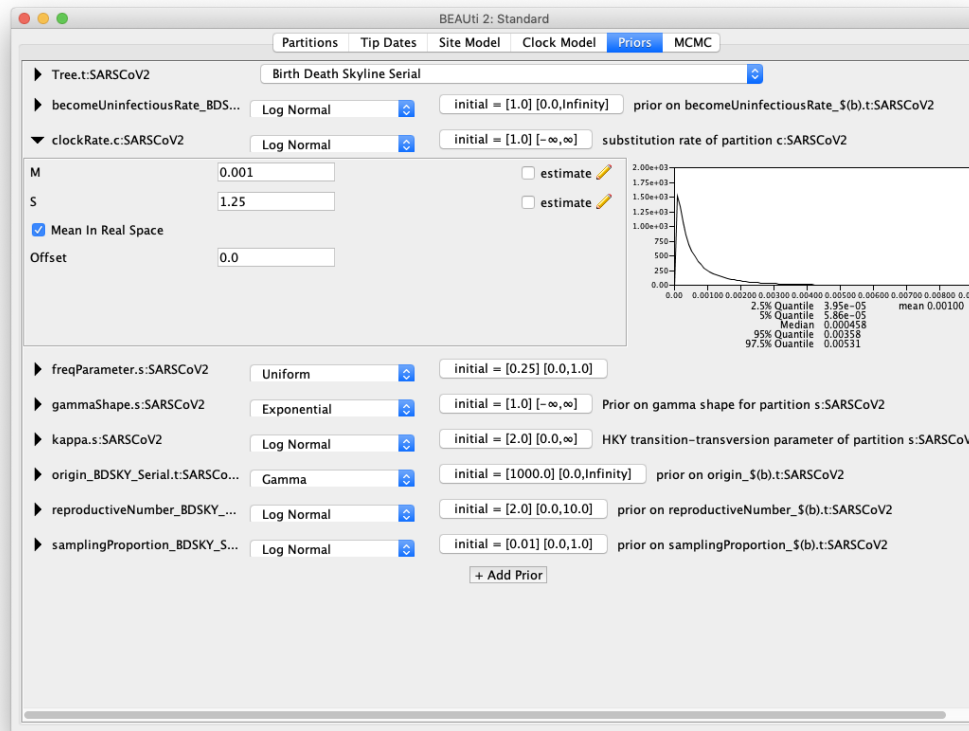 BEAUti 2: Standard
Partitions Tip Dates Site Model Clock Model Priors MCMC
Tree.t:SARSCoV2 Birth Death Skyline Serial
becomeUninfectiousRate_BDS... Log Normal initial = [1.0] [0.0,Infinity] prior on becomeUninfectiousRate_$(b).t:SARSCoV2
clockRate.c:SARSCoV2 Log Normal initial = [1.0] [-∞,∞] substitution rate of partition c:SARSCoV2
M 0.001 estimate
S 1.25 estimate
Mean In Real Space
Offset 0.0
2.00e+03
1.75e+03
1.50e+03
1.25e+03
1.00e+03
750
500
250
0.00
0.00 0.00100 0.00200 0.00300 0.00400 0.00500 0.00600 0.00700 0.00800
2.5% Quantile 3.95e-05 mean 0.00100
5% Quantile 5.86e-05
Median 0.000458
95% Quantile 0.00358
97.5% Quantile 0.00531
freqParameter.s:SARSCoV2 Uniform initial = [0.25] [0.0,1.0]
gammaShape.s:SARSCoV2 Exponential initial = [1.0] [-∞,∞] Prior on gamma shape for partition s:SARSCoV2
kappa.s:SARSCoV2 Log Normal initial = [2.0] [0.0,∞] HKY transition-transversion parameter of partition s:SARSCoV
origin_BDSKY_Serial.t:SARSCo... Gamma initial = [1000.0] [0.0,Infinity] prior on origin_$(b).t:SARSCoV2
reproductiveNumber_BDSKY_... Log Normal initial = [2.0] [0.0,10.0] prior on reproductiveNumber_$(b).t:SARSCoV2
samplingProportion_BDSKY_S... Log Normal initial = [0.01] [0.0,1.0] prior on samplingProportion_$(b).t:SARSCoV2
+ Add Prior